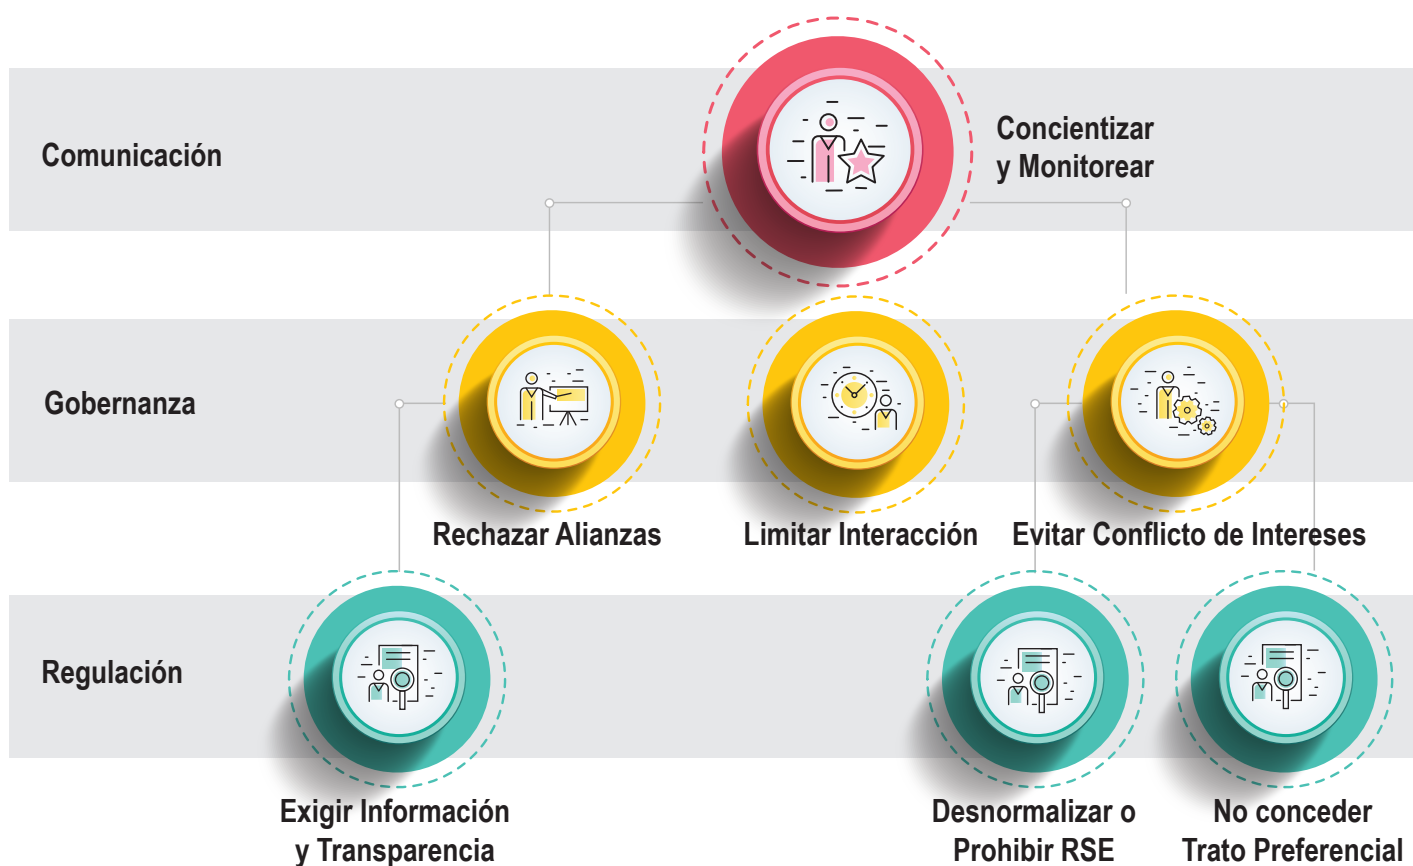 Comunicación
Concientizar
y Monitorear
Gobernanza
Rechazar Alianzas
Limitar Interacción
Evitar Conflicto de Intereses
Regulación
Exigir Información
y Transparencia
Desnormalizar o
Prohibir RSE
No conceder
Trato Preferencial